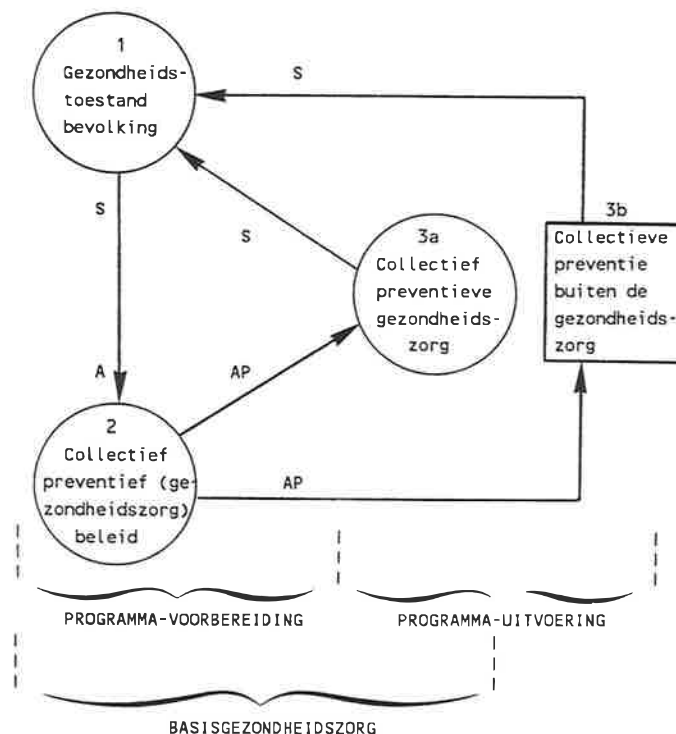 1
Gezondheids-
toestand
bevolking
S
S
S
3a
Collectief
preventieve
gezondheids-
zorg
3b
Collectieve
preventie
buiten de
gezondheids-
zorg
A
AP
2
Collectief
preventief (ge-
zondheidszorg)
beleid
AP
PROGRAMMA-VOORBEREIDING
PROGRAMMA-UITVOERING
BASISGEZONDHEIDSZORG